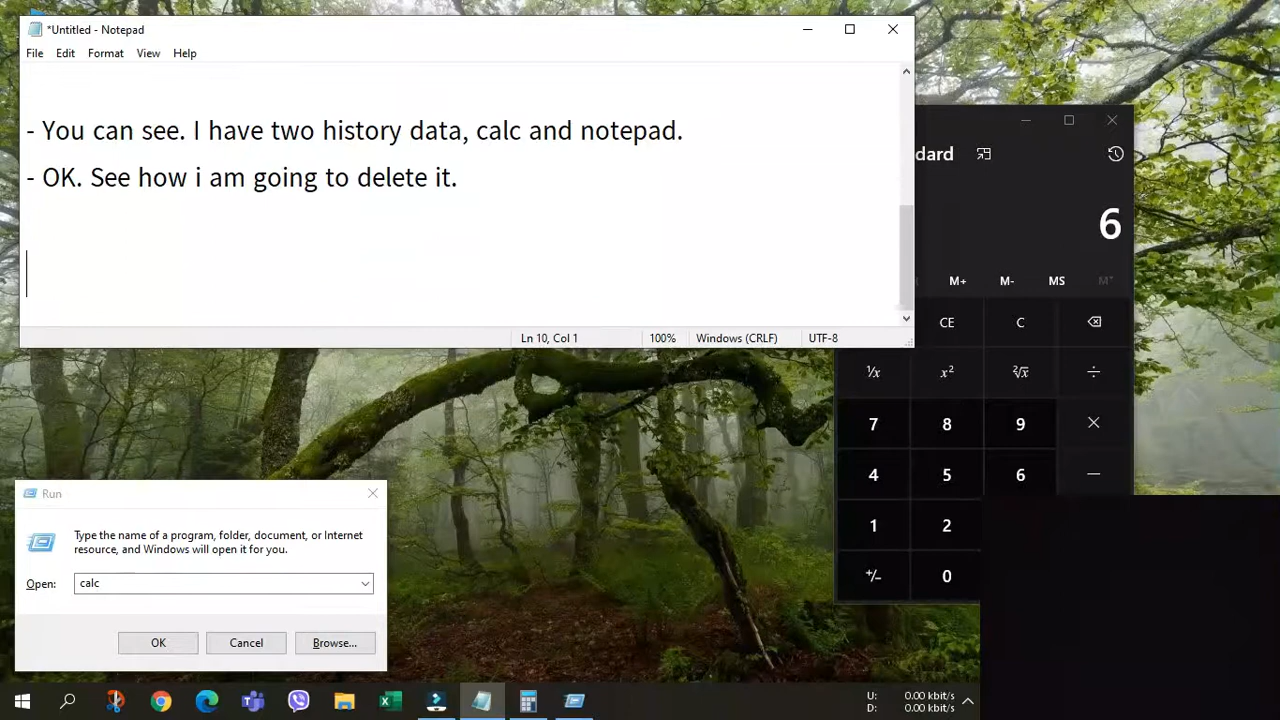 *Untitled - Notepad
File Edit Format View Help
- You can see. I have two history data, calc and notepad.
- OK. See how i am going to delete it.
Ln 10, Col 1 100% Windows (CRLF) UTF-8
dard
6
M+ M- MS M˅
CE C
⅟x x² ²√x ÷
7 8 9 ×
4 5 6 −
1 2
+/- 0
Run
Type the name of a program, folder, document, or Internet
resource, and Windows will open it for you.
Open: calc
OK Cancel Browse...
U: 0.00 kbit/s
D: 0.00 kbit/s